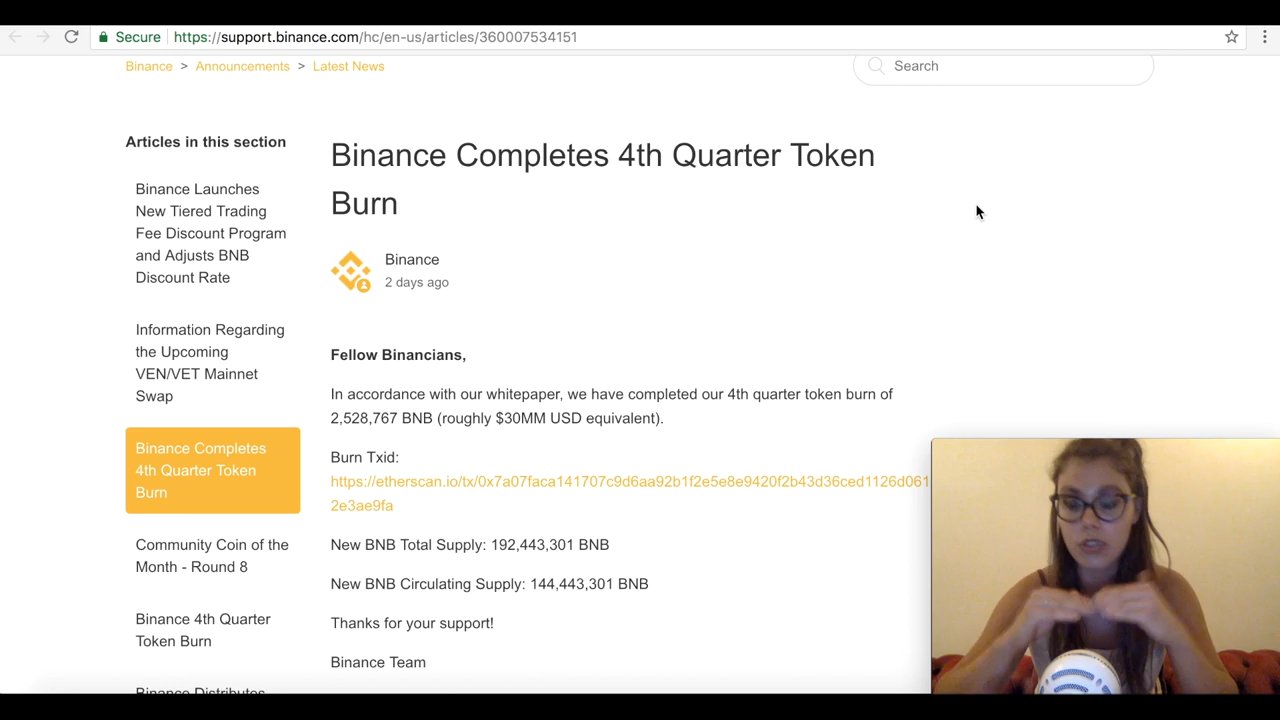 Secure
https://support.binance.com/hc/en-us/articles/360007534151
Binance > Announcements > Latest News
Search
Articles in this section
Binance Launches
New Tiered Trading
Fee Discount Program
and Adjusts BNB
Discount Rate
Information Regarding
the Upcoming
VEN/VET Mainnet
Swap
Binance Completes
4th Quarter Token
Burn
Community Coin of the
Month - Round 8
Binance 4th Quarter
Token Burn
Binance Distributes
Binance Completes 4th Quarter Token
Burn
Binance
2 days ago
Fellow Binancians,
In accordance with our whitepaper, we have completed our 4th quarter token burn of
2,528,767 BNB (roughly $30MM USD equivalent).
Burn Txid:
https://etherscan.io/tx/0x7a07faca141707c9d6aa92b1f2e5e8e9420f2b43d36ced1126d061
2e3ae9fa
New BNB Total Supply: 192,443,301 BNB
New BNB Circulating Supply: 144,443,301 BNB
Thanks for your support!
Binance Team